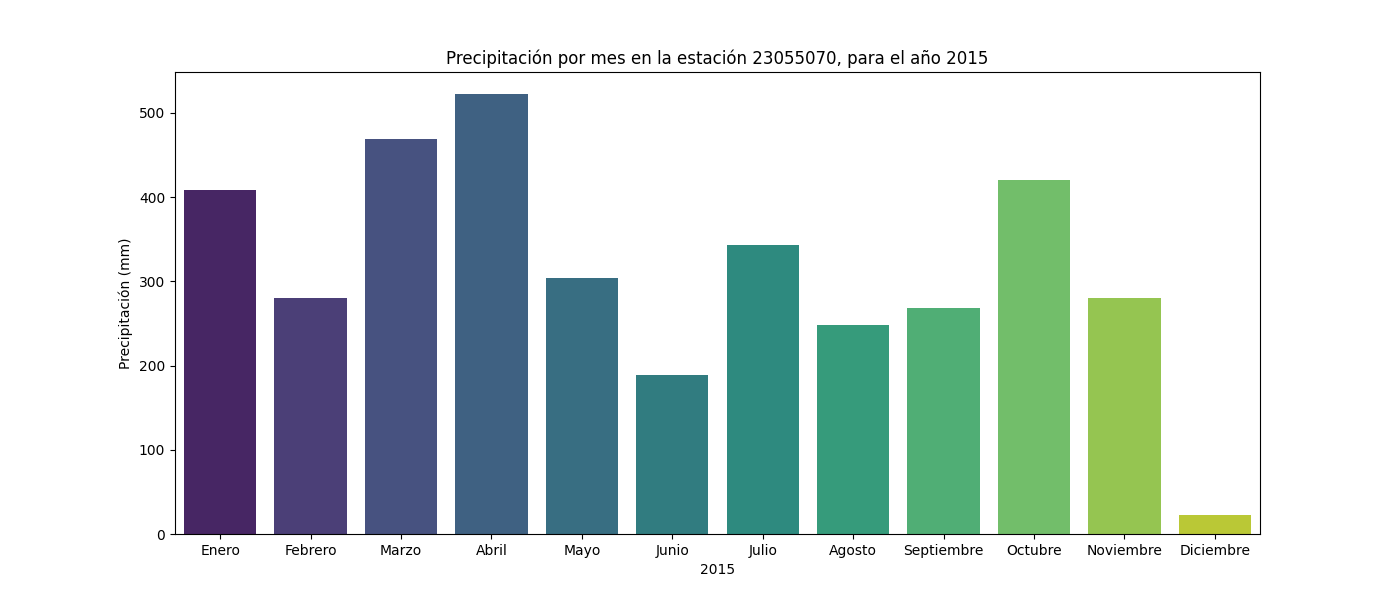 Precipitación por mes en la estación 23055070, para el año 2015
Precipitación (mm)
500
400
300
200
100
0
Enero Febrero Marzo Abril Mayo Junio Julio Agosto Septiembre Octubre Noviembre Diciembre
2015